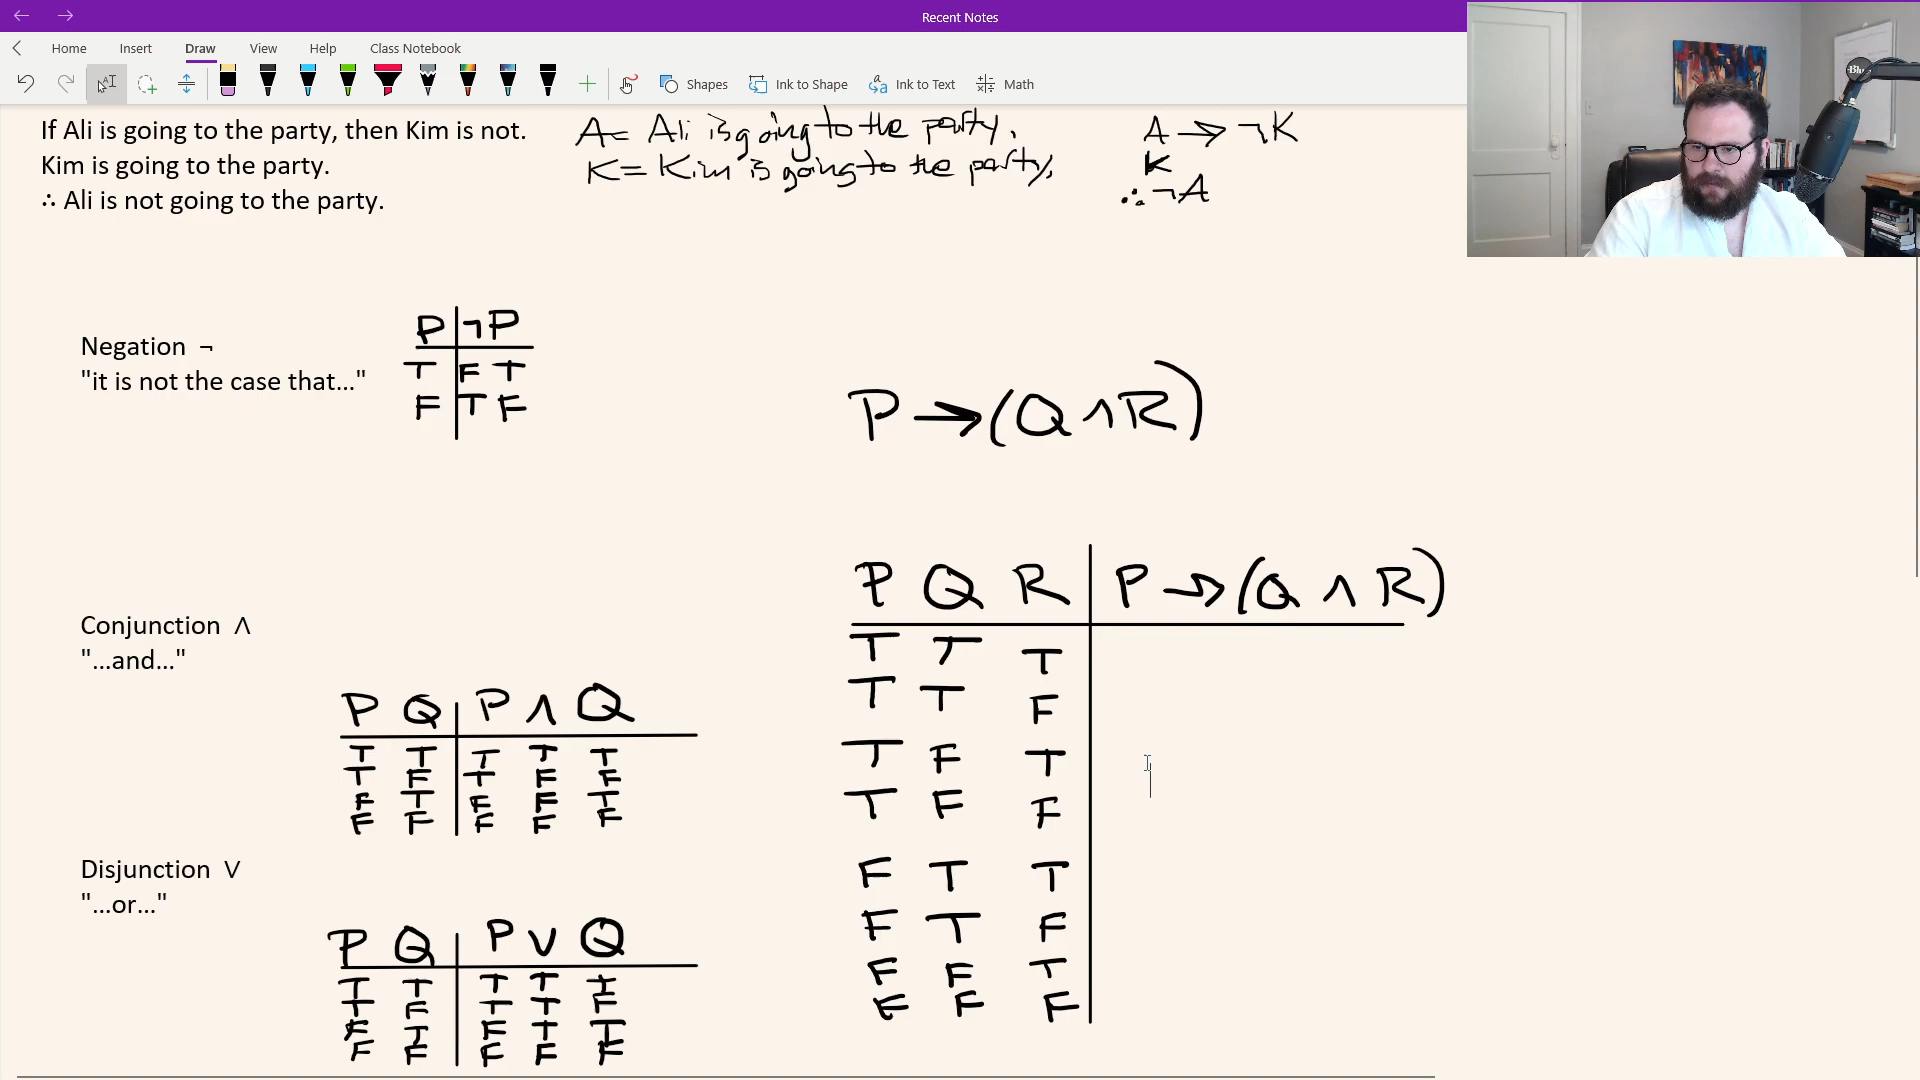 Recent Notes
Home Insert Draw View Help Class Notebook
Shapes Ink to Shape Ink to Text Math
Blue
If Ali is going to the party, then Kim is not.
Kim is going to the party.
∴ Ali is not going to the party.
A = Ali is going to the party.
K = Kim is going to the party.
A → ¬K
K
∴ ¬A
Negation ¬
"it is not the case that..."
P | ¬ P
T | F T
F | T F
P → (Q ∧ R)
Conjunction ∧
"...and..."
P Q | P ∧ Q
T T | T T T
T F | T F F
F T | F F T
F F | F F F
Disjunction ∨
"...or..."
P Q | P ∨ Q
T T | T T T
T F | T T F
F T | F T T
F F | F F F
P Q R | P → (Q ∧ R)
T T T
T T F
T F T
T F F
F T T
F T F
F F T
F F F